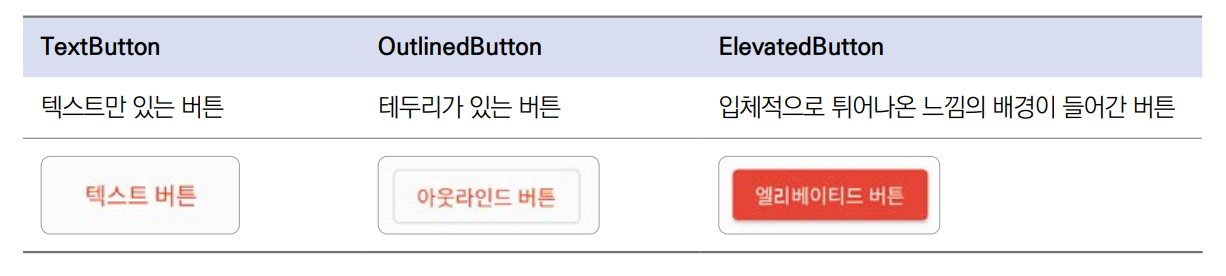 TextButton OutlinedButton ElevatedButton
텍스트만 있는 버튼 테두리가 있는 버튼 입체적으로 튀어나온 느낌의 배경이 들어간 버튼
텍스트 버튼 아웃라인드 버튼 엘리베이티드 버튼